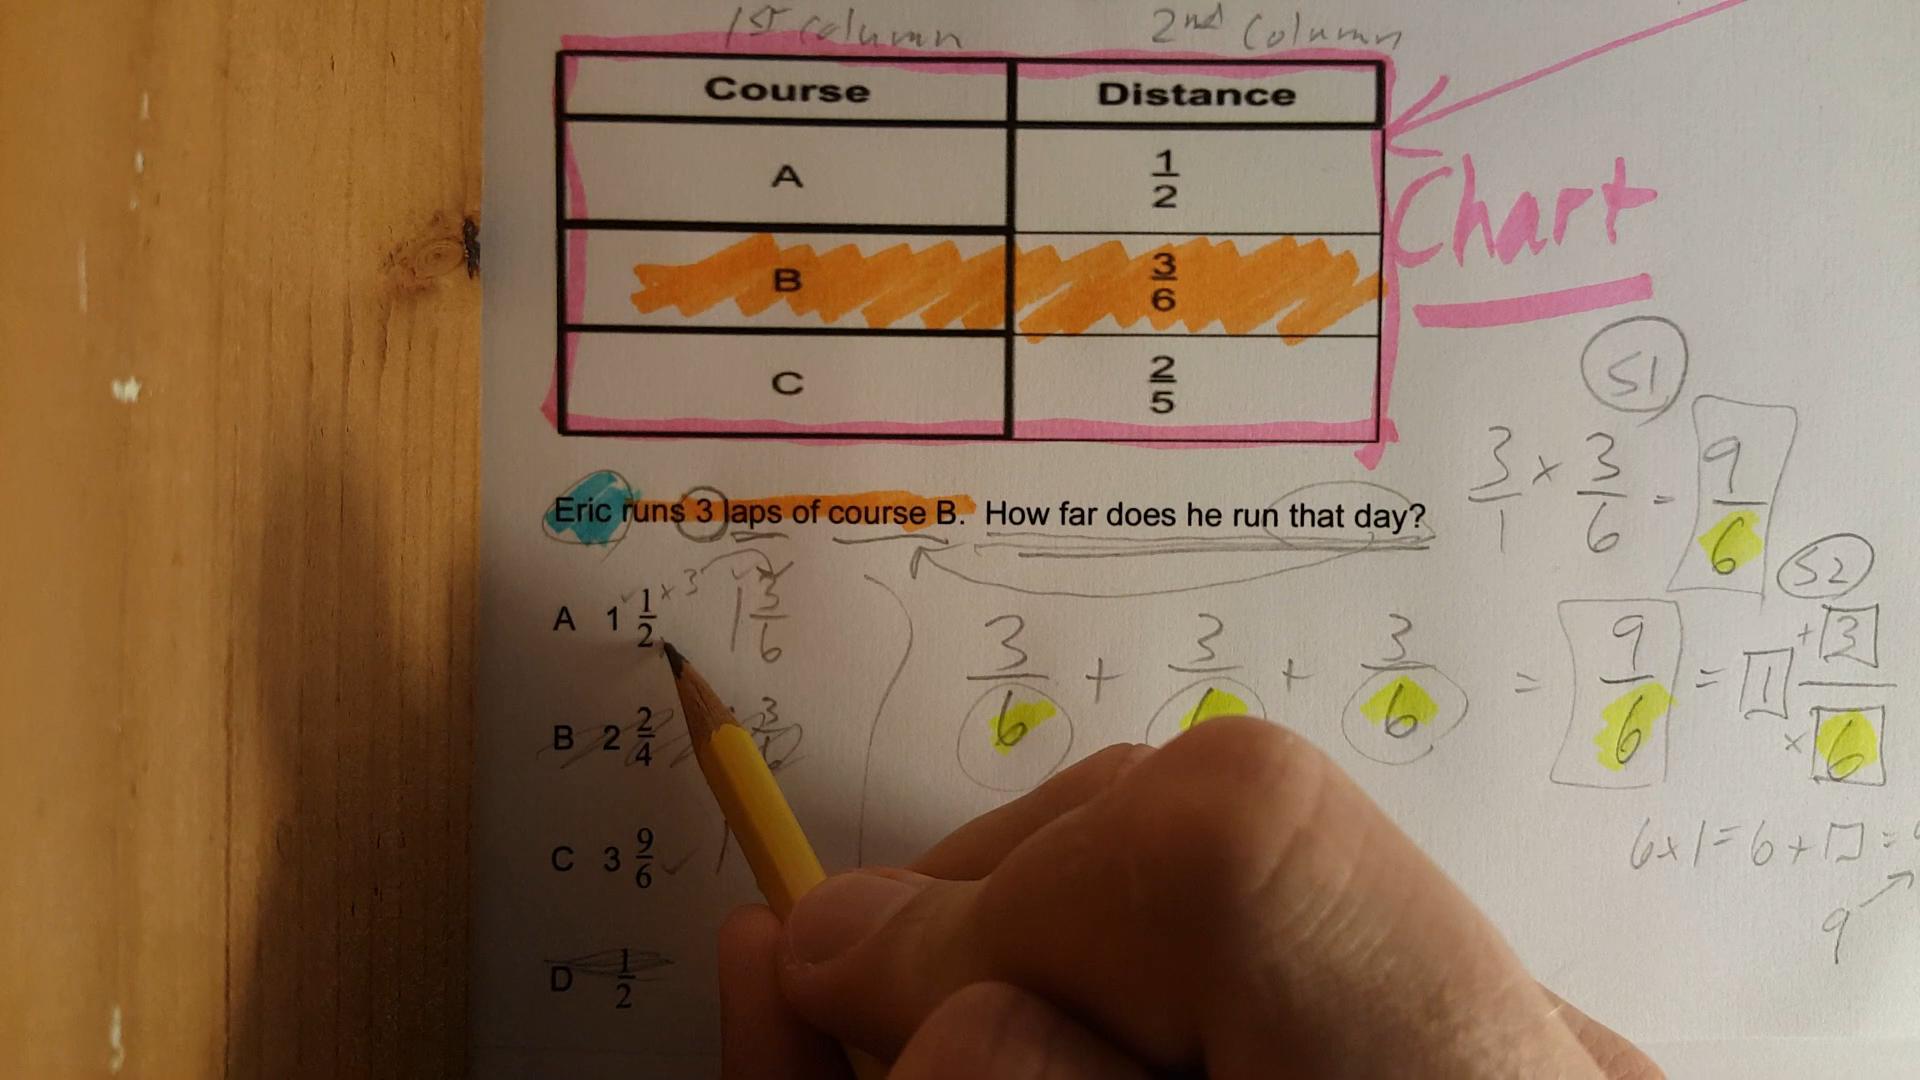 1st column 2nd Column
Course Distance
A 1/2
B 3/6
C 2/5
Chart
S1
3/1 × 3/6 = 9/6
Eric runs 3 laps of course B. How far does he run that day?
S2
A 1 1/2 × 3 1 3/6
3/6 + 3/6 + 3/6 = 9/6 = 1 + 3 / × 6
B 2 2/4
C 3 9/6
6×1=6+□=
9
D 1/2